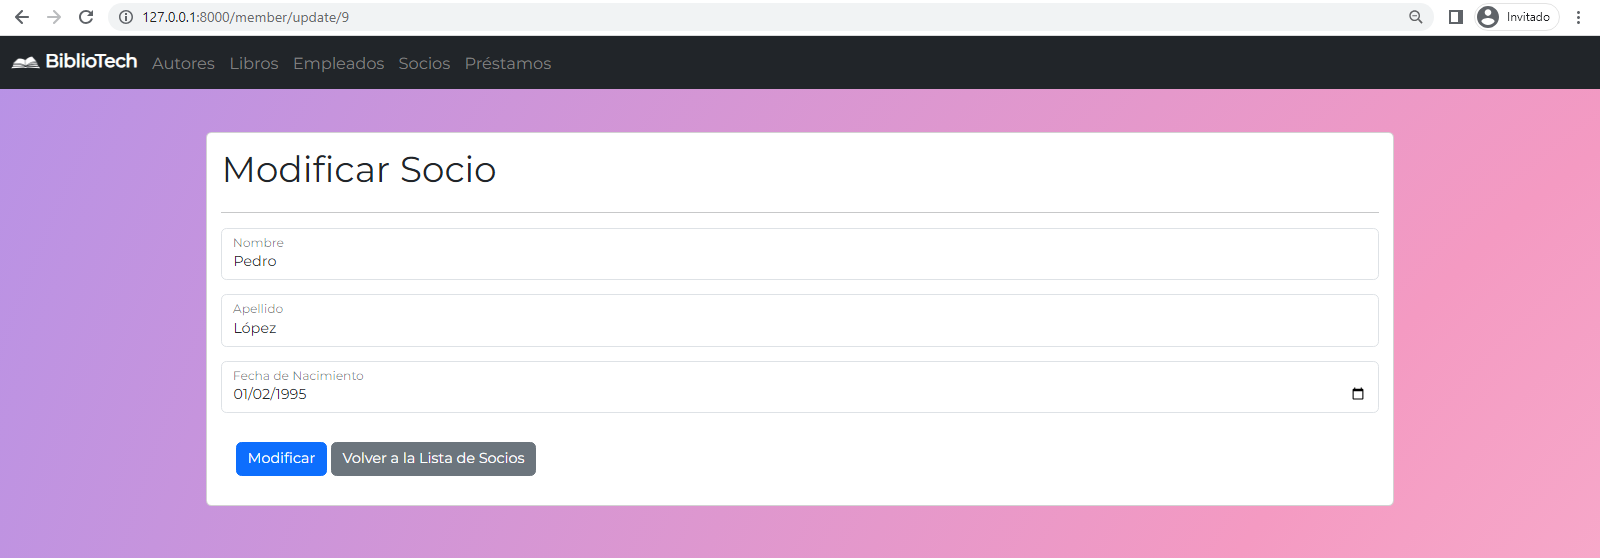 127.0.0.1:8000/member/update/9
Invitado
BiblioTech Autores Libros Empleados Socios Préstamos
Modificar Socio
Nombre
Pedro
Apellido
López
Fecha de Nacimiento
01/02/1995
Modificar Volver a la Lista de Socios